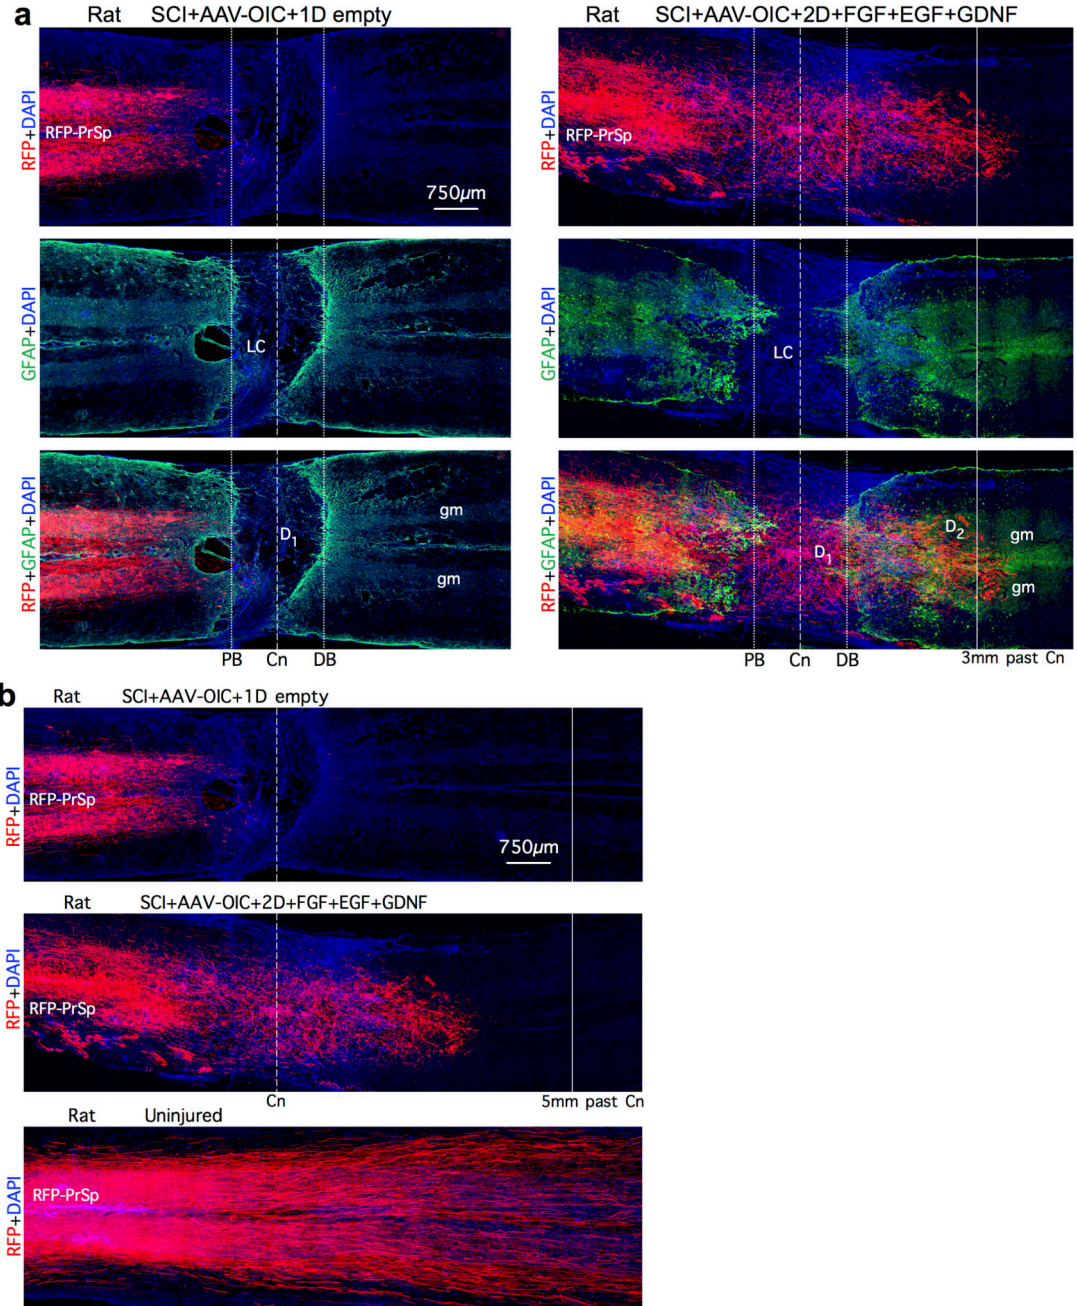 a
Rat SCI+AAV-OIC+1D empty
RFP+DAPI
RFP-PrSp
750µm
GFAP+DAPI
LC
RFP+GFAP+DAPI
D1
gm
gm
PB Cn DB
Rat SCI+AAV-OIC+2D+FGF+EGF+GDNF
RFP+DAPI
RFP-PrSp
GFAP+DAPI
LC
RFP+GFAP+DAPI
D1
D2
gm
gm
PB Cn DB 3mm past Cn
b
Rat SCI+AAV-OIC+1D empty
RFP+DAPI
RFP-PrSp
750µm
Rat SCI+AAV-OIC+2D+FGF+EGF+GDNF
RFP+DAPI
RFP-PrSp
Cn 5mm past Cn
Rat Uninjured
RFP+DAPI
RFP-PrSp